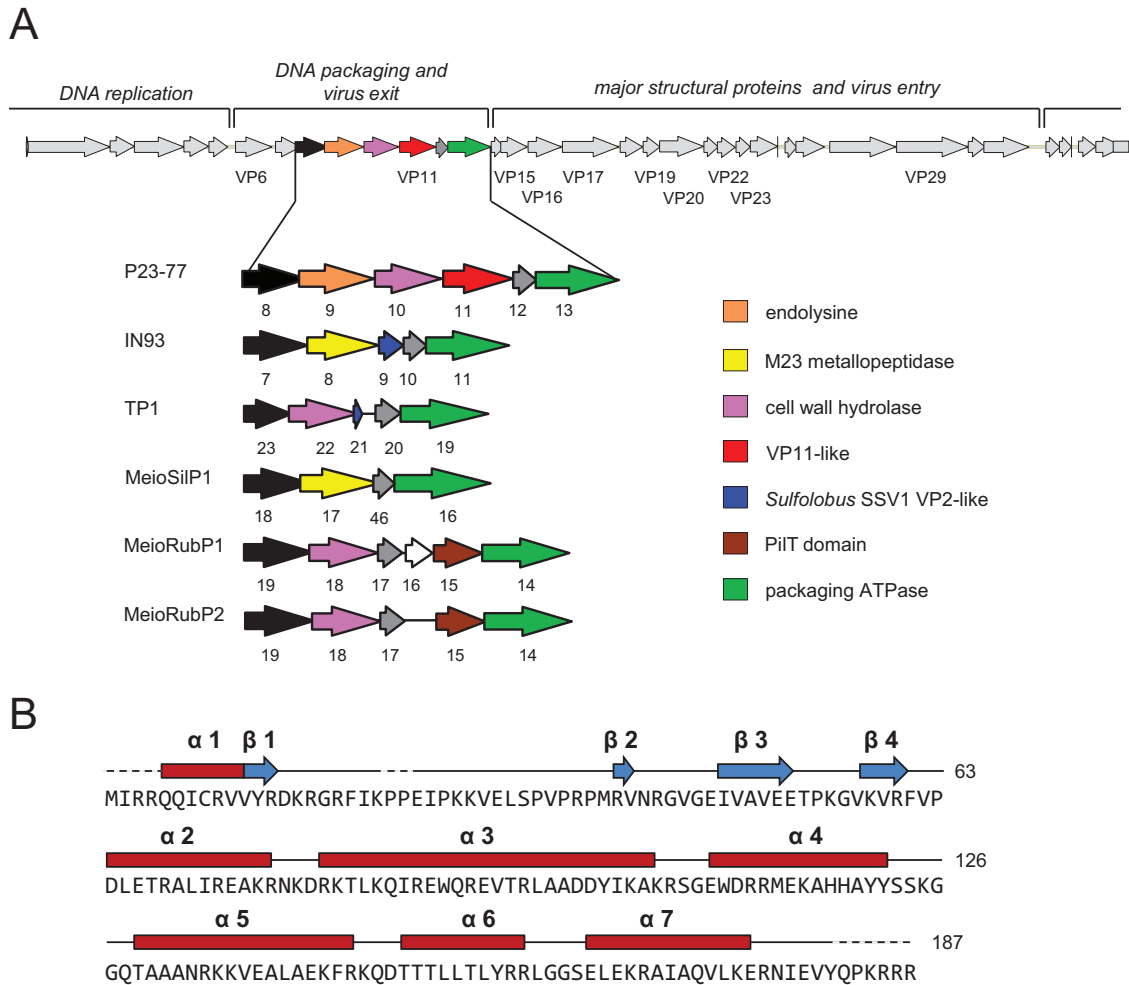 A
DNA replication
DNA packaging and
virus exit
major structural proteins and virus entry
VP6
VP11
VP15
VP16
VP17
VP19
VP20
VP22
VP23
VP29
P23-77
8 9 10 11 12 13
IN93
7 8 9 10 11
TP1
23 22 21 20 19
MeioSilP1
18 17 46 16
MeioRubP1
19 18 17 16 15 14
MeioRubP2
19 18 17 15 14
endolysine
M23 metallopeptidase
cell wall hydrolase
VP11-like
Sulfolobus SSV1 VP2-like
PilT domain
packaging ATPase
B
α 1 β 1 β 2 β 3 β 4
63
MIRRQQICRVVYRDKRGRFIKPPEIPKKVELSPVPRPMRVNRGVGEIVAVEETPKGVKVRFVP
α 2 α 3 α 4
126
DLETRALIREAKRNKDRKTLKQIREWQREVTRLAADDYIKAKRSGEWDRRMEKAHHAYYSSKG
α 5 α 6 α 7
187
GQTAAANRKKVEALAEKFRKQDTTTLLTLYRRLGGSELEKRAIAQVLKERNIEVYQPKRRR